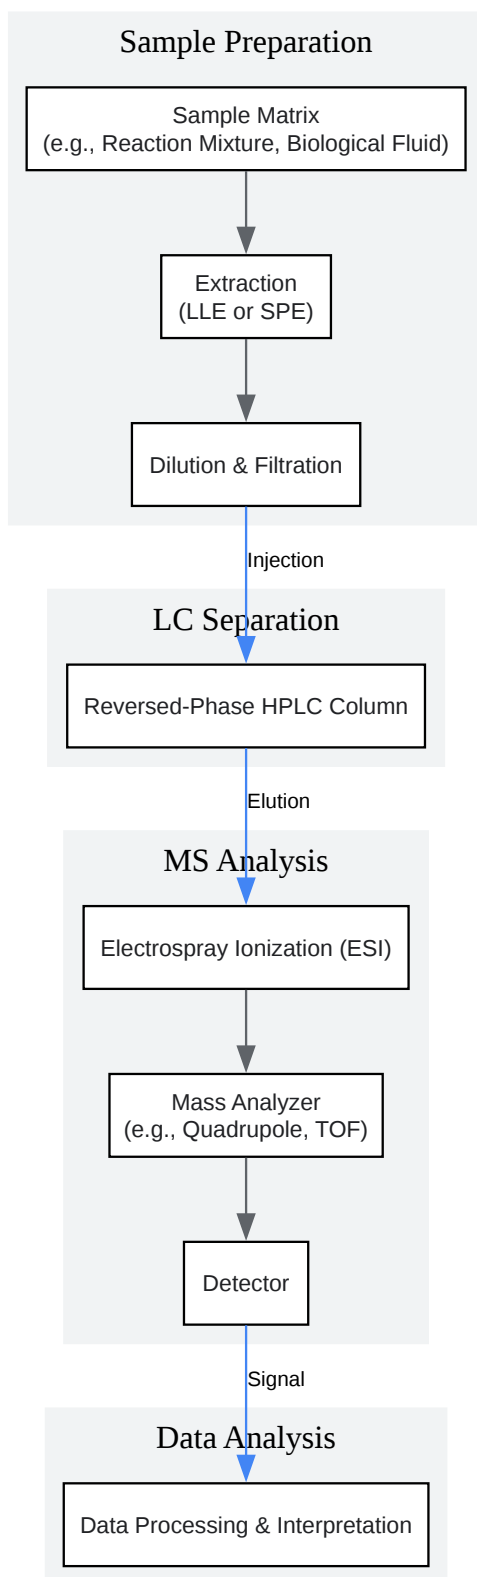 Sample Preparation
Sample Matrix
(e.g., Reaction Mixture, Biological Fluid)
Extraction
(LLE or SPE)
Dilution & Filtration
Injection
LC Separation
Reversed-Phase HPLC Column
Elution
MS Analysis
Electrospray Ionization (ESI)
Mass Analyzer
(e.g., Quadrupole, TOF)
Detector
Signal
Data Analysis
Data Processing & Interpretation